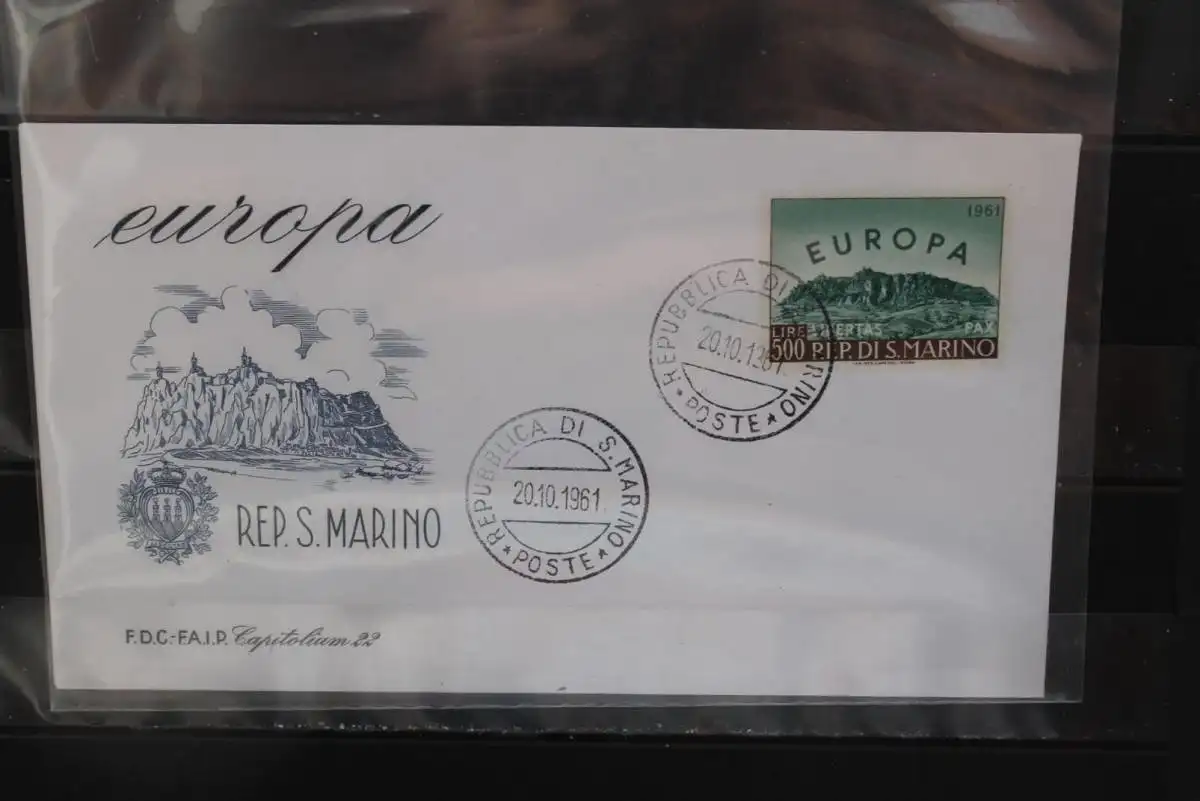 europa
REP. S. MARINO
F.D.C.-F.A.I.P. Capitolium 22
REPUBBLICA DI S. MARINO
20.10.1961.
* POSTE *
REPUBBLICA DI S. MARINO
20.10.1961.
* POSTE *
1961
EUROPA
LIRE LIBERTAS PAX
500 REP. DI S. MARINO